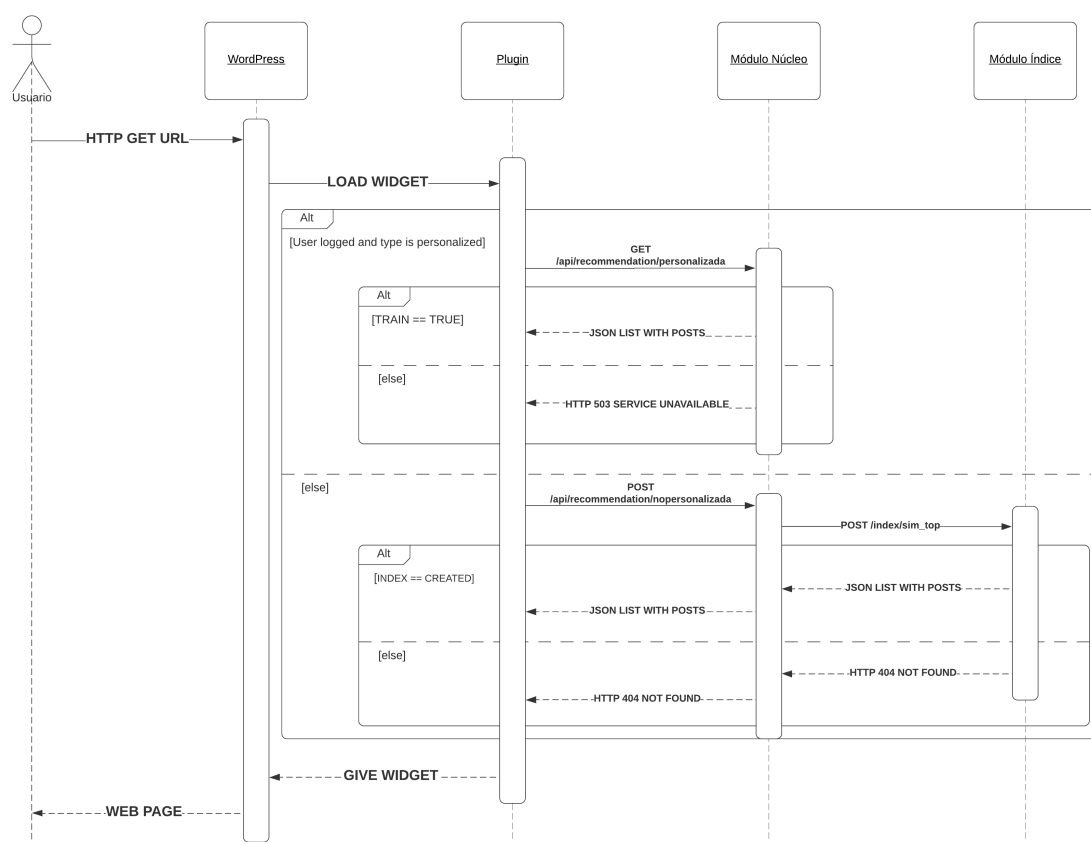 Usuario
WordPress
Plugin
Módulo Núcleo
Módulo Índice
HTTP GET URL
LOAD WIDGET
Alt
[User logged and type is personalized]
GET
/api/recommendation/personalizada
Alt
[TRAIN == TRUE]
JSON LIST WITH POSTS
[else]
HTTP 503 SERVICE UNAVAILABLE
[else]
POST
/api/recommendation/nopersonalizada
POST /index/sim_top
Alt
[INDEX == CREATED]
JSON LIST WITH POSTS
JSON LIST WITH POSTS
[else]
HTTP 404 NOT FOUND
HTTP 404 NOT FOUND
GIVE WIDGET
WEB PAGE